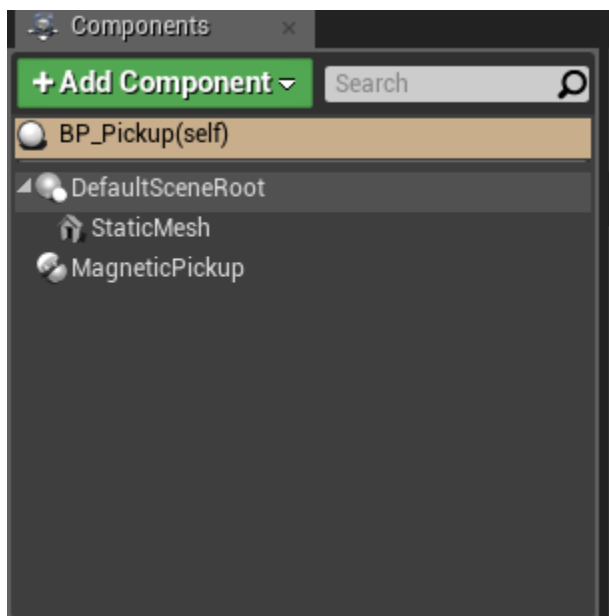 Components
+ Add Component
Search
BP_Pickup(self)
DefaultSceneRoot
StaticMesh
MagneticPickup